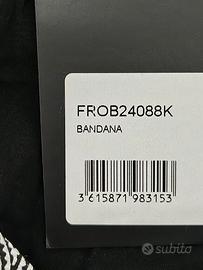 FROB24088K
BANDANA
3 615871 983153
subito